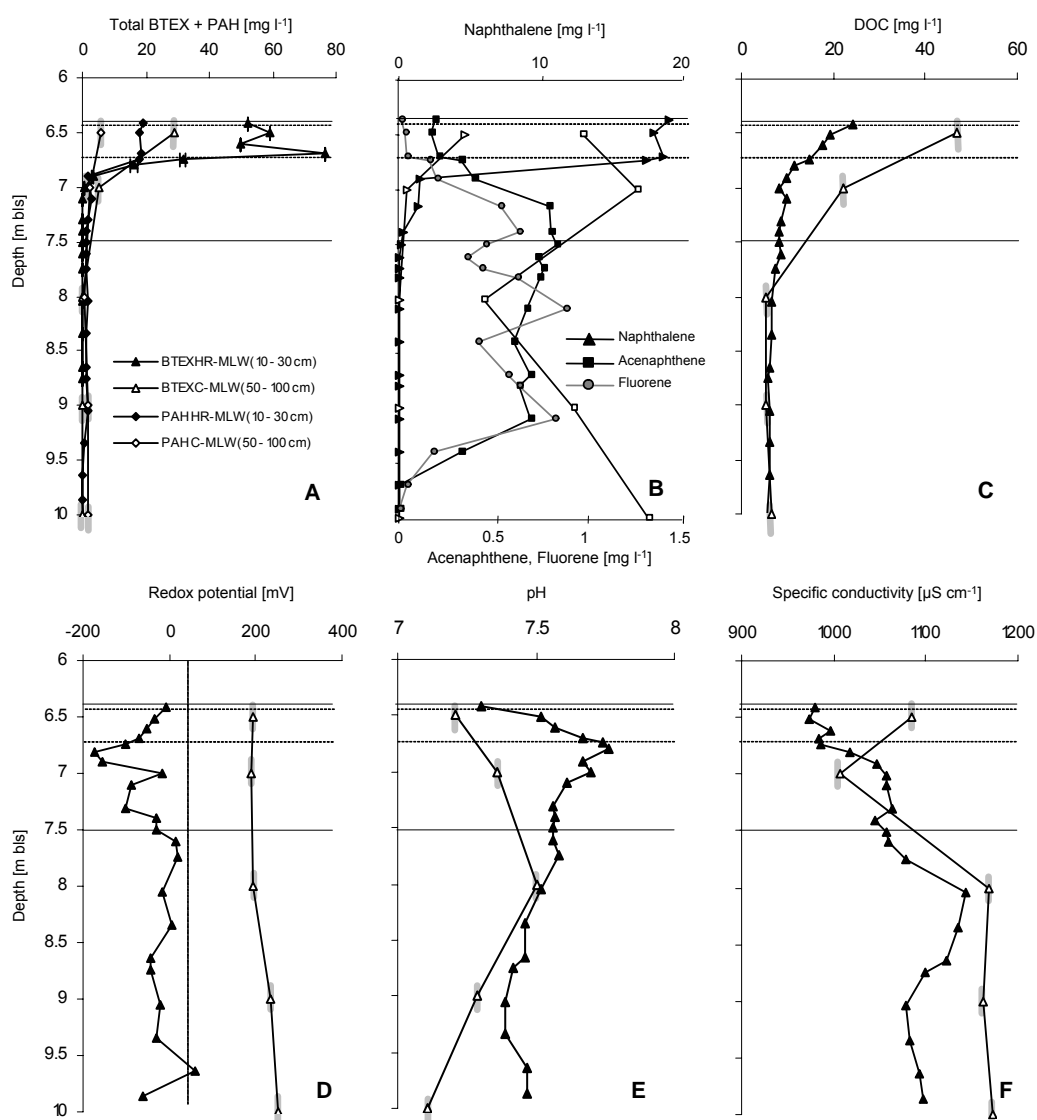 Total BTEX + PAH [mg l-1]
0 20 40 60 80
Naphthalene [mg l-1]
0 10 20
DOC [mg l-1]
0 20 40 60
Depth [m bls]
6
6.5
7
7.5
8
8.5
9
9.5
10
BTEXHR-MLW(10-30 cm)
BTEXC-MLW(50-100 cm)
PAHHR-MLW(10-30 cm)
PAHC-MLW(50-100 cm)
A
Naphthalene
Acenaphthene
Fluorene
B
0 0.5 1 1.5
Acenaphthene, Fluorene [mg l-1]
C
Redox potential [mV]
-200 0 200 400
pH
7 7.5 8
Specific conductivity [µS cm-1]
900 1000 1100 1200
Depth [m bls]
6
6.5
7
7.5
8
8.5
9
9.5
10
D
E
F